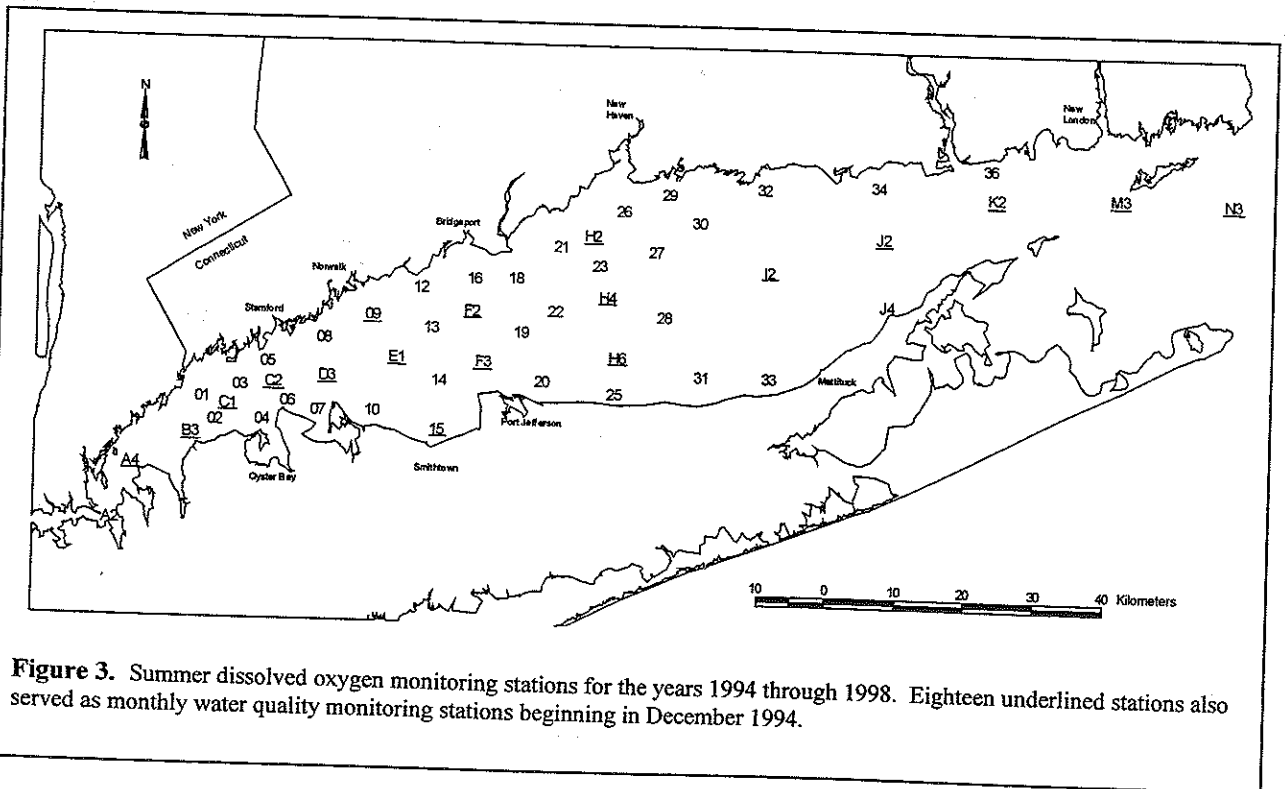 N
New
Haven
New
London
36
34
32
29
K2
M3
N3
26
30
New York
Connecticut
Bridgeport
H2
21
27
J2
23
Norwalk
16
18
I2
12
Stamford
09
F2
22
H4
J4
13
28
08
19
05
E1
F3
H6
03
C2
D3
14
20
31
33
Mattituck
01
C1
06
07
10
25
02
04
15
Port Jefferson
B3
A4
Smithtown
Oyster Bay
A2
10 0 10 20 30 40 Kilometers
Figure 3. Summer dissolved oxygen monitoring stations for the years 1994 through 1998. Eighteen underlined stations also
served as monthly water quality monitoring stations beginning in December 1994.